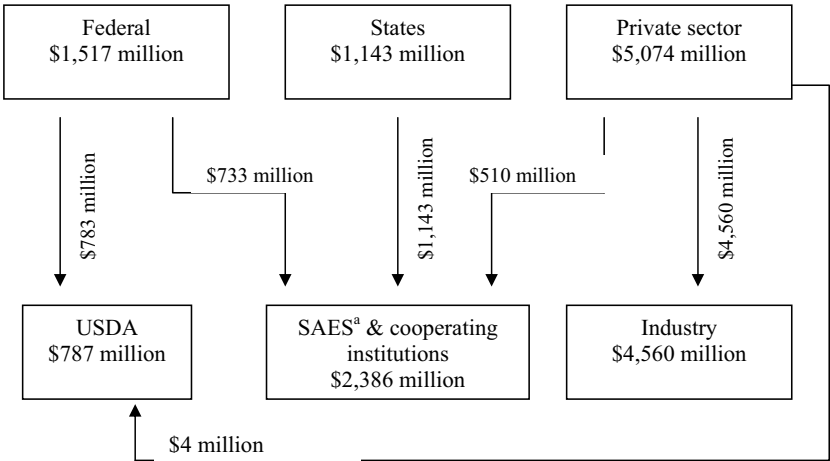 Federal
$1,517 million
States
$1,143 million
Private sector
$5,074 million
$783 million
$733 million
$1,143 million
$510 million
$4,560 million
USDA
$787 million
SAESᵃ & cooperating
institutions
$2,386 million
Industry
$4,560 million
$4 million